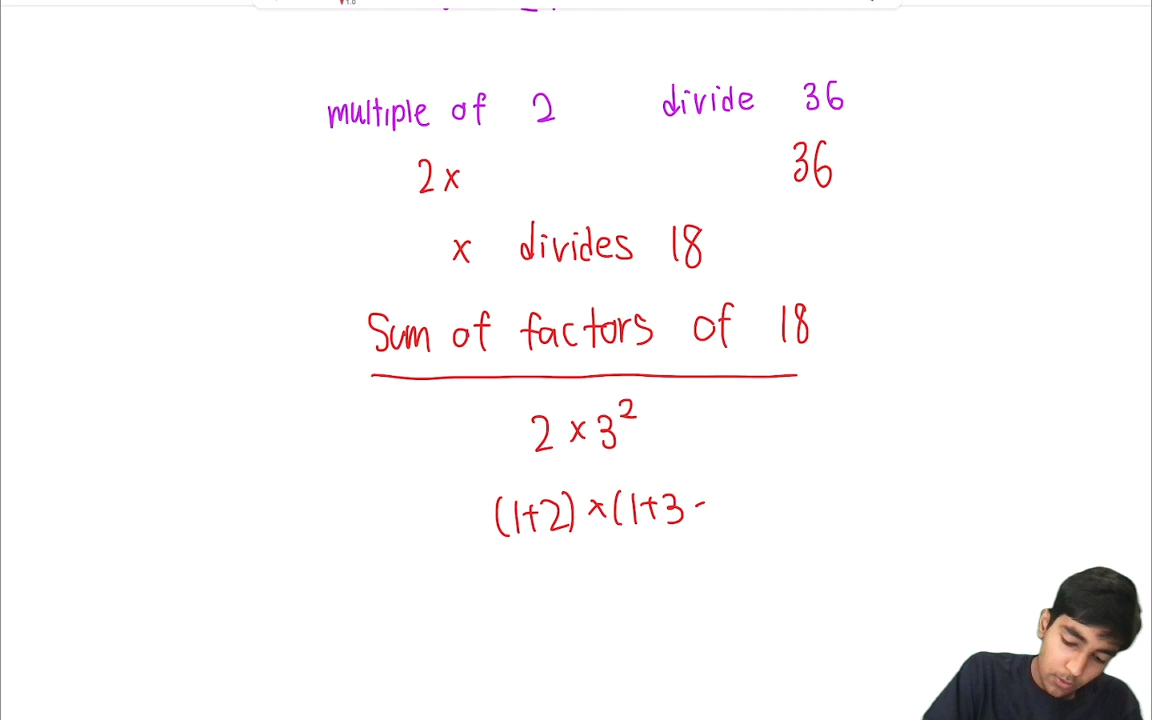 multiple of 2 divide 36
2x 36
x divides 18
Sum of factors of 18
2 × 3²
(1+2) × (1+3 -